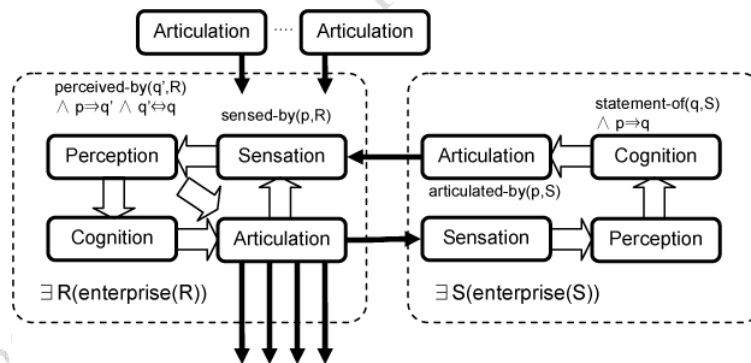 Articulation ···· Articulation
perceived-by(q',R)
∧ p⇒q' ∧ q'⇔q
sensed-by(p,R)
statement-of(q,S)
∧ p⇒q
Perception
Sensation
Articulation
Cognition
articulated-by(p,S)
Cognition
Articulation
Sensation
Perception
∃R(enterprise(R))
∃S(enterprise(S))